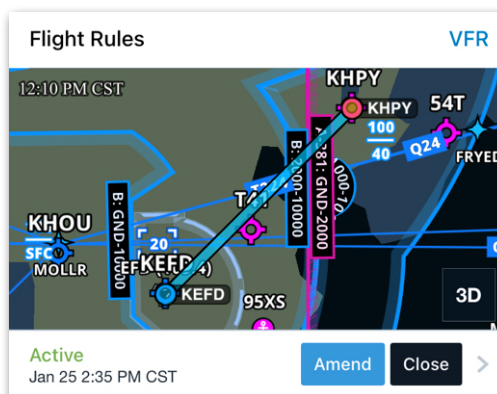 Flight Rules
VFR
12:10 PM CST
KHPY
KHPY
54T
100
40
Q24
FRYED
B: GND-10000
B: 2000-10000
A-381: GND-2000
KHOU
SFC
MOLLR
20
KEFD
KEFD
95XS
3D
Active
Jan 25 2:35 PM CST
Amend
Close